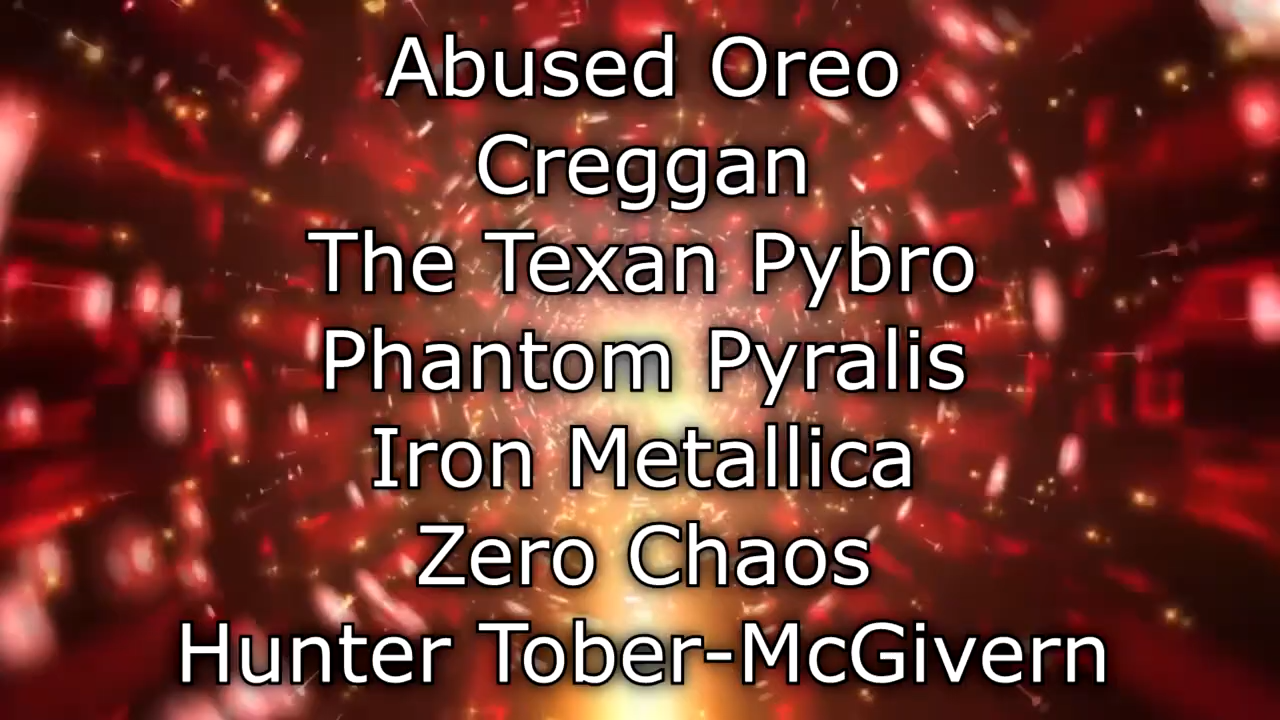 Abused Oreo
Creggan
The Texan Pybro
Phantom Pyralis
Iron Metallica
Zero Chaos
Hunter Tober-McGivern